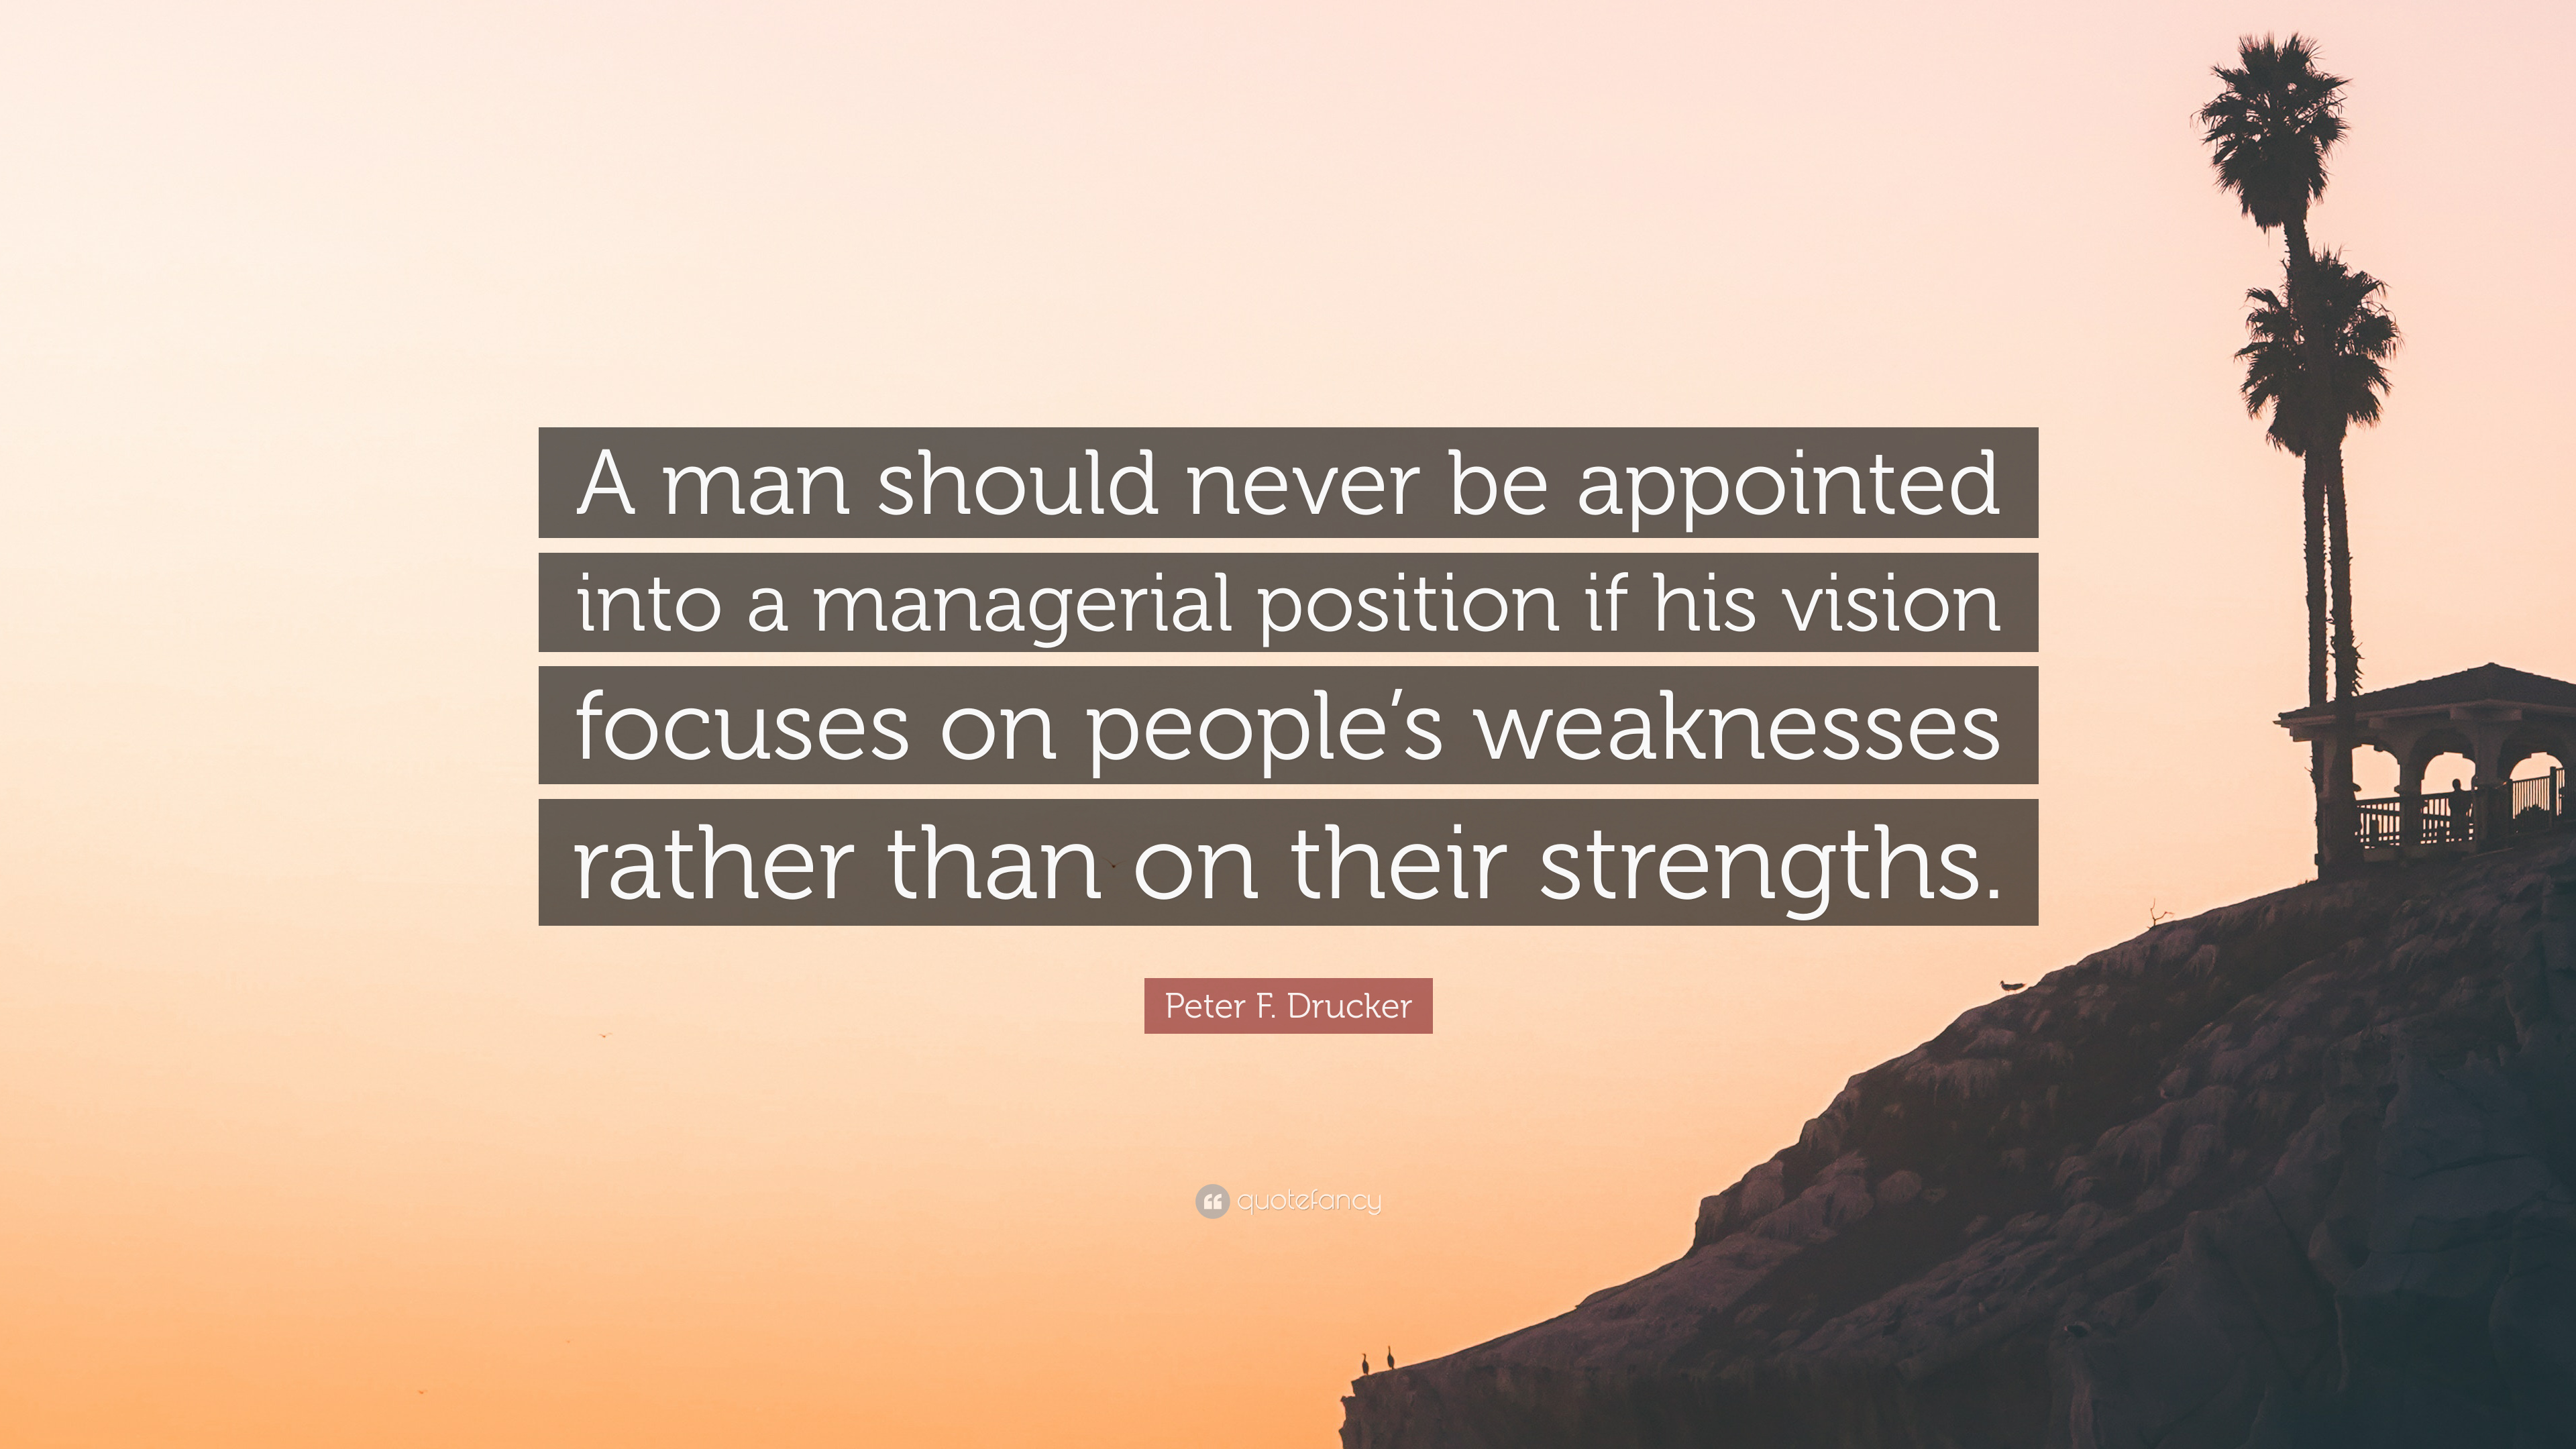 A man should never be appointed
into a managerial position if his vision
focuses on people’s weaknesses
rather than on their strengths.
Peter F. Drucker
quotefancy